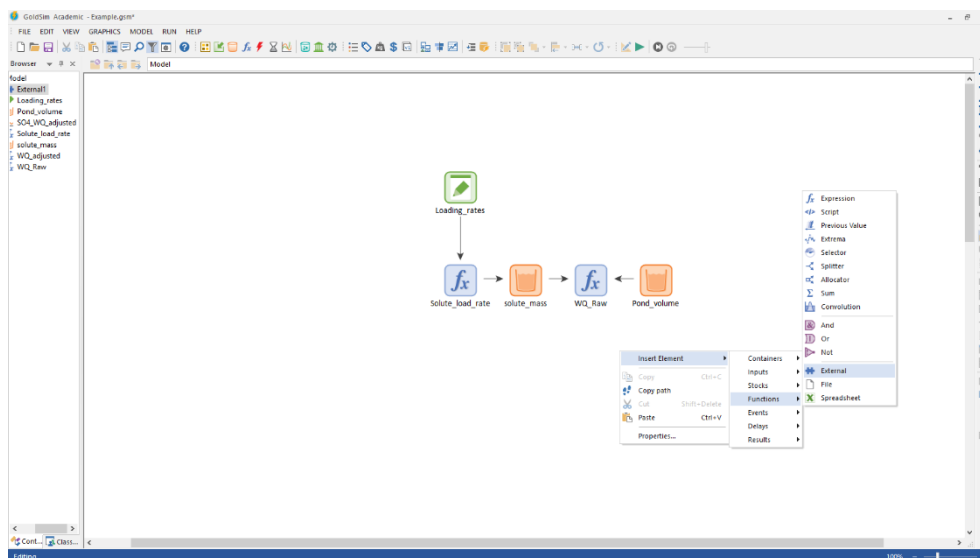 GoldSim Academic - Example.gsm*
FILE EDIT VIEW GRAPHICS MODEL RUN HELP
Browser
Model
Model
External1
Loading_rates
Pond_volume
SO4_WQ_adjusted
Solute_load_rate
solute_mass
WQ_adjusted
WQ_Raw
Loading_rates
Solute_load_rate
solute_mass
WQ_Raw
Pond_volume
Insert Element
Copy Ctrl+C
Copy path
Cut Shift+Delete
Paste Ctrl+V
Properties...
Containers
Inputs
Stocks
Functions
Events
Delays
Results
Expression
Script
Previous Value
Extrema
Selector
Splitter
Allocator
Sum
Convolution
And
Or
Not
External
File
Spreadsheet
Cont... Class...
Editing
100%